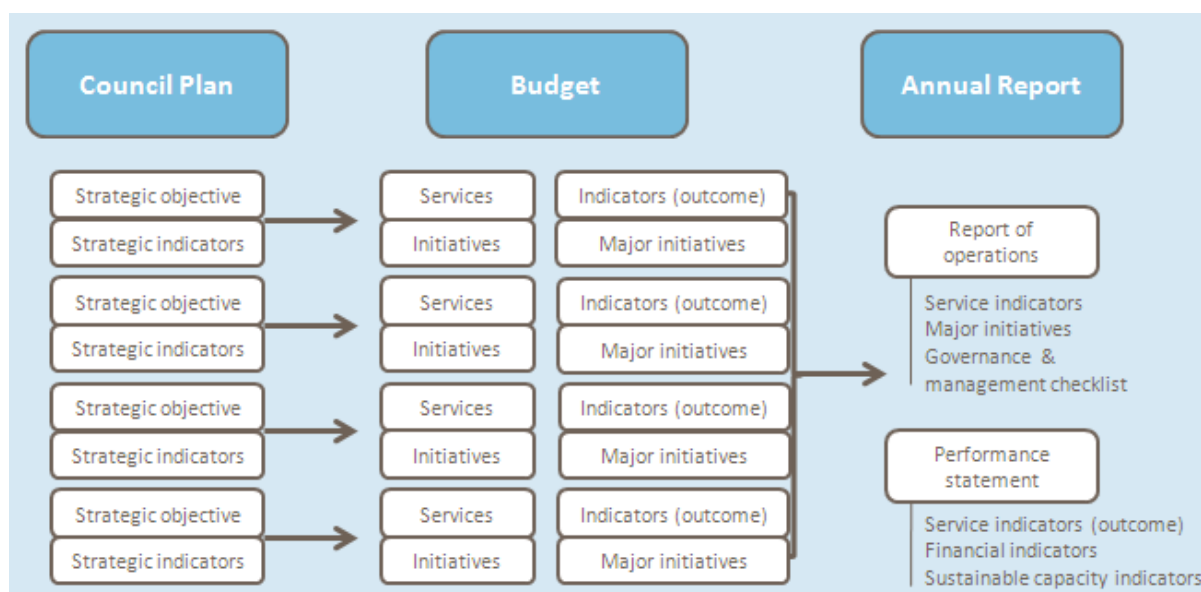 Council Plan
Budget
Annual Report
Strategic objective
Strategic indicators
Strategic objective
Strategic indicators
Strategic objective
Strategic indicators
Strategic objective
Strategic indicators
Services
Initiatives
Services
Initiatives
Services
Initiatives
Services
Initiatives
Indicators (outcome)
Major initiatives
Indicators (outcome)
Major initiatives
Indicators (outcome)
Major initiatives
Indicators (outcome)
Major initiatives
Report of
operations
Service indicators
Major initiatives
Governance &
management checklist
Performance
statement
Service indicators (outcome)
Financial indicators
Sustainable capacity indicators